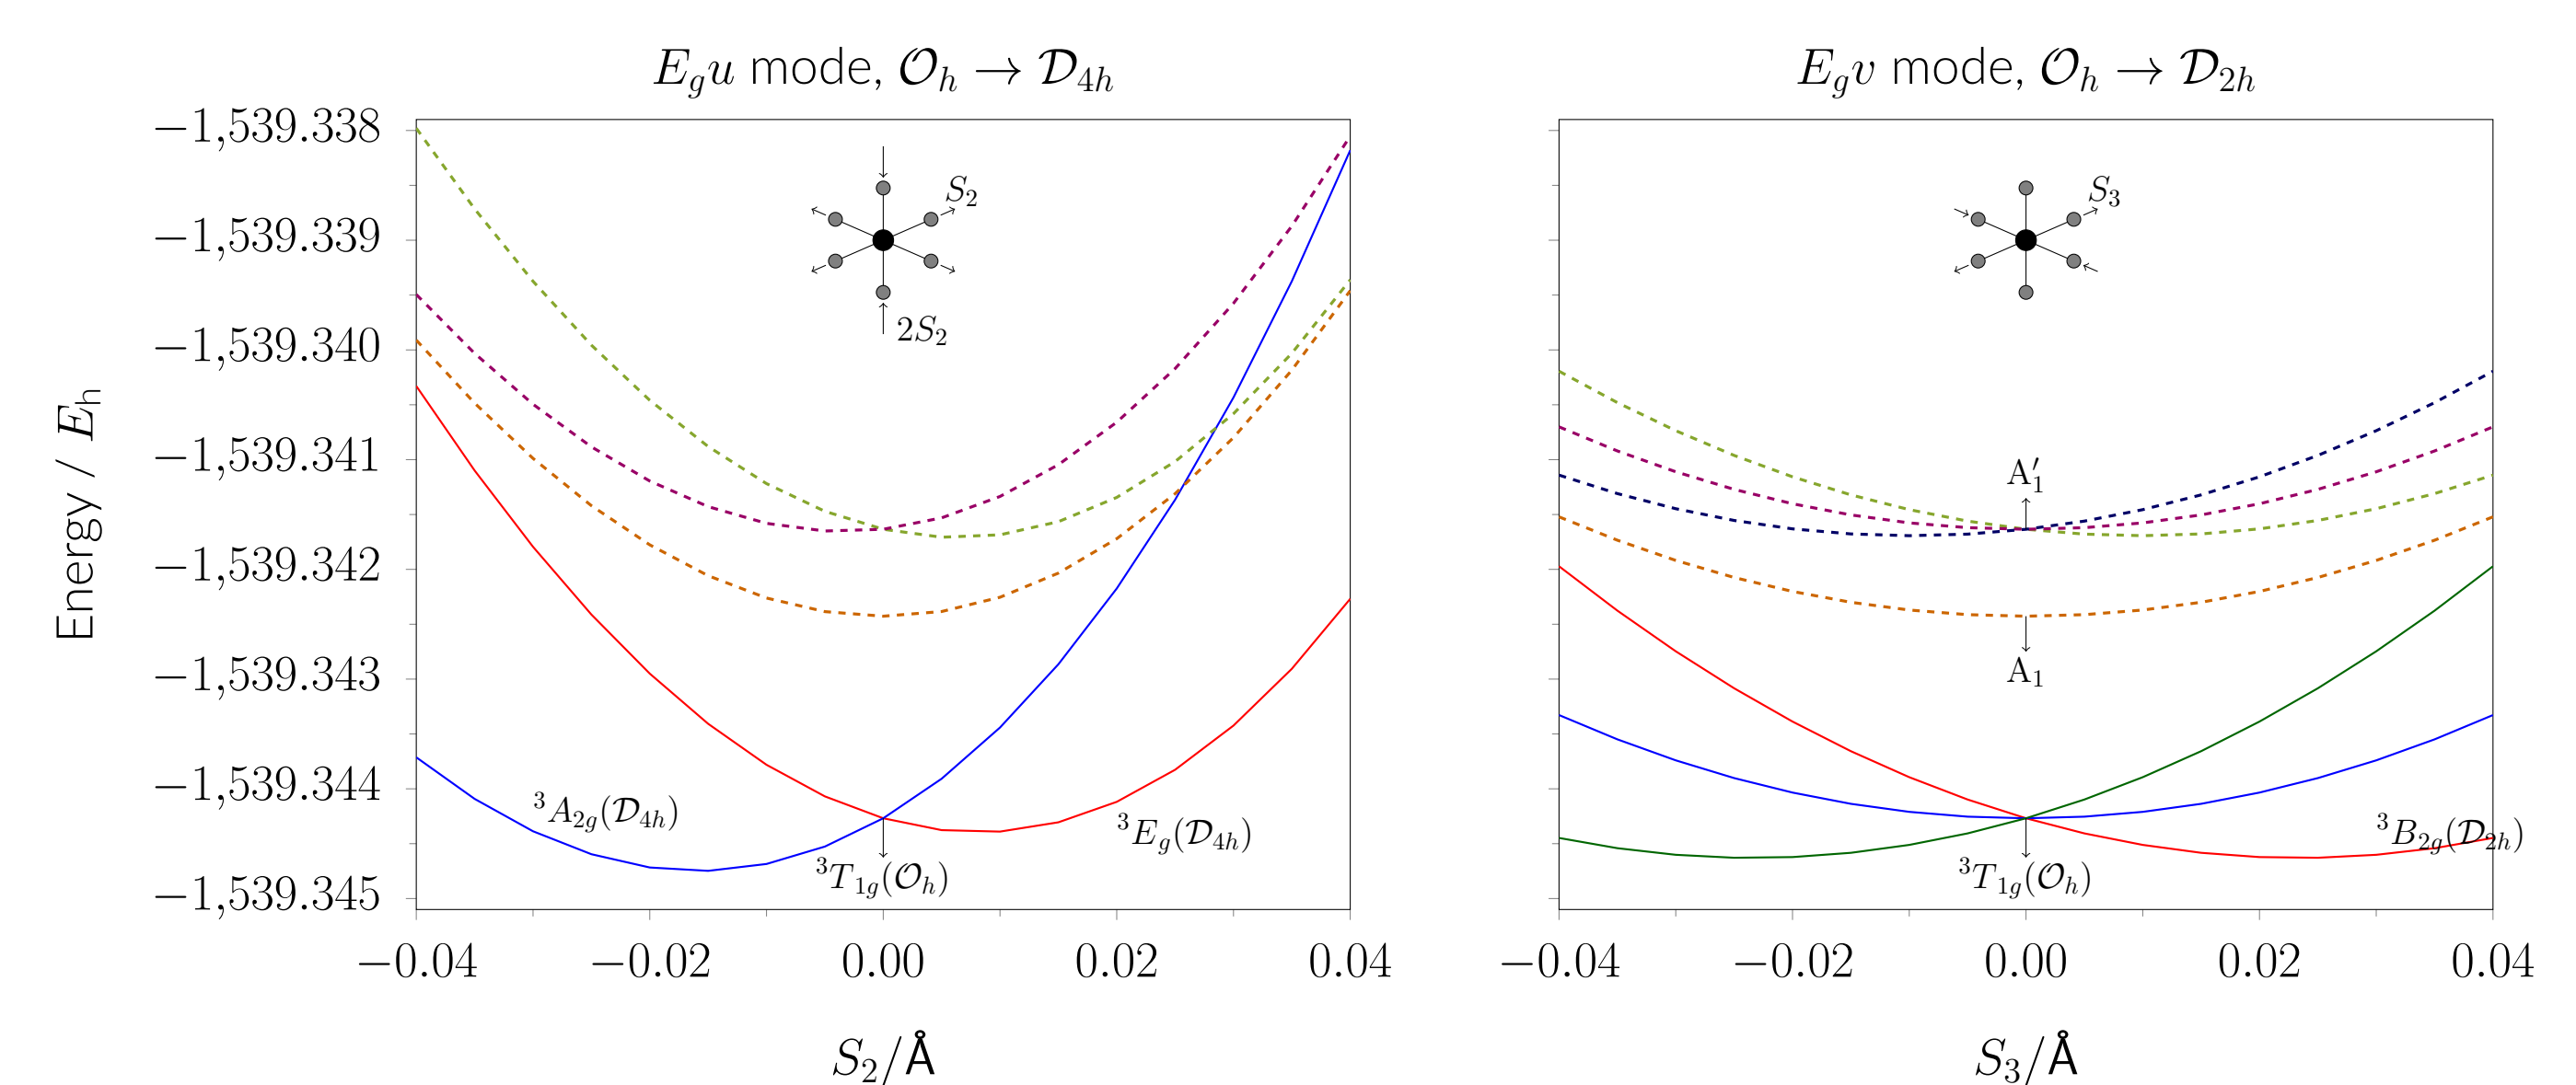 E_g u mode, 𝒪_h → 𝒟_4h
E_g v mode, 𝒪_h → 𝒟_2h
Energy / E_h
−1,539.338
−1,539.339
−1,539.340
−1,539.341
−1,539.342
−1,539.343
−1,539.344
−1,539.345
S_2
2S_2
³A_2g(𝒟_4h)
³E_g(𝒟_4h)
³T_1g(𝒪_h)
−0.04 −0.02 0.00 0.02 0.04
S_2/Å
S_3
A′_1
A_1
³B_2g(𝒟_2h)
³T_1g(𝒪_h)
−0.04 −0.02 0.00 0.02 0.04
S_3/Å